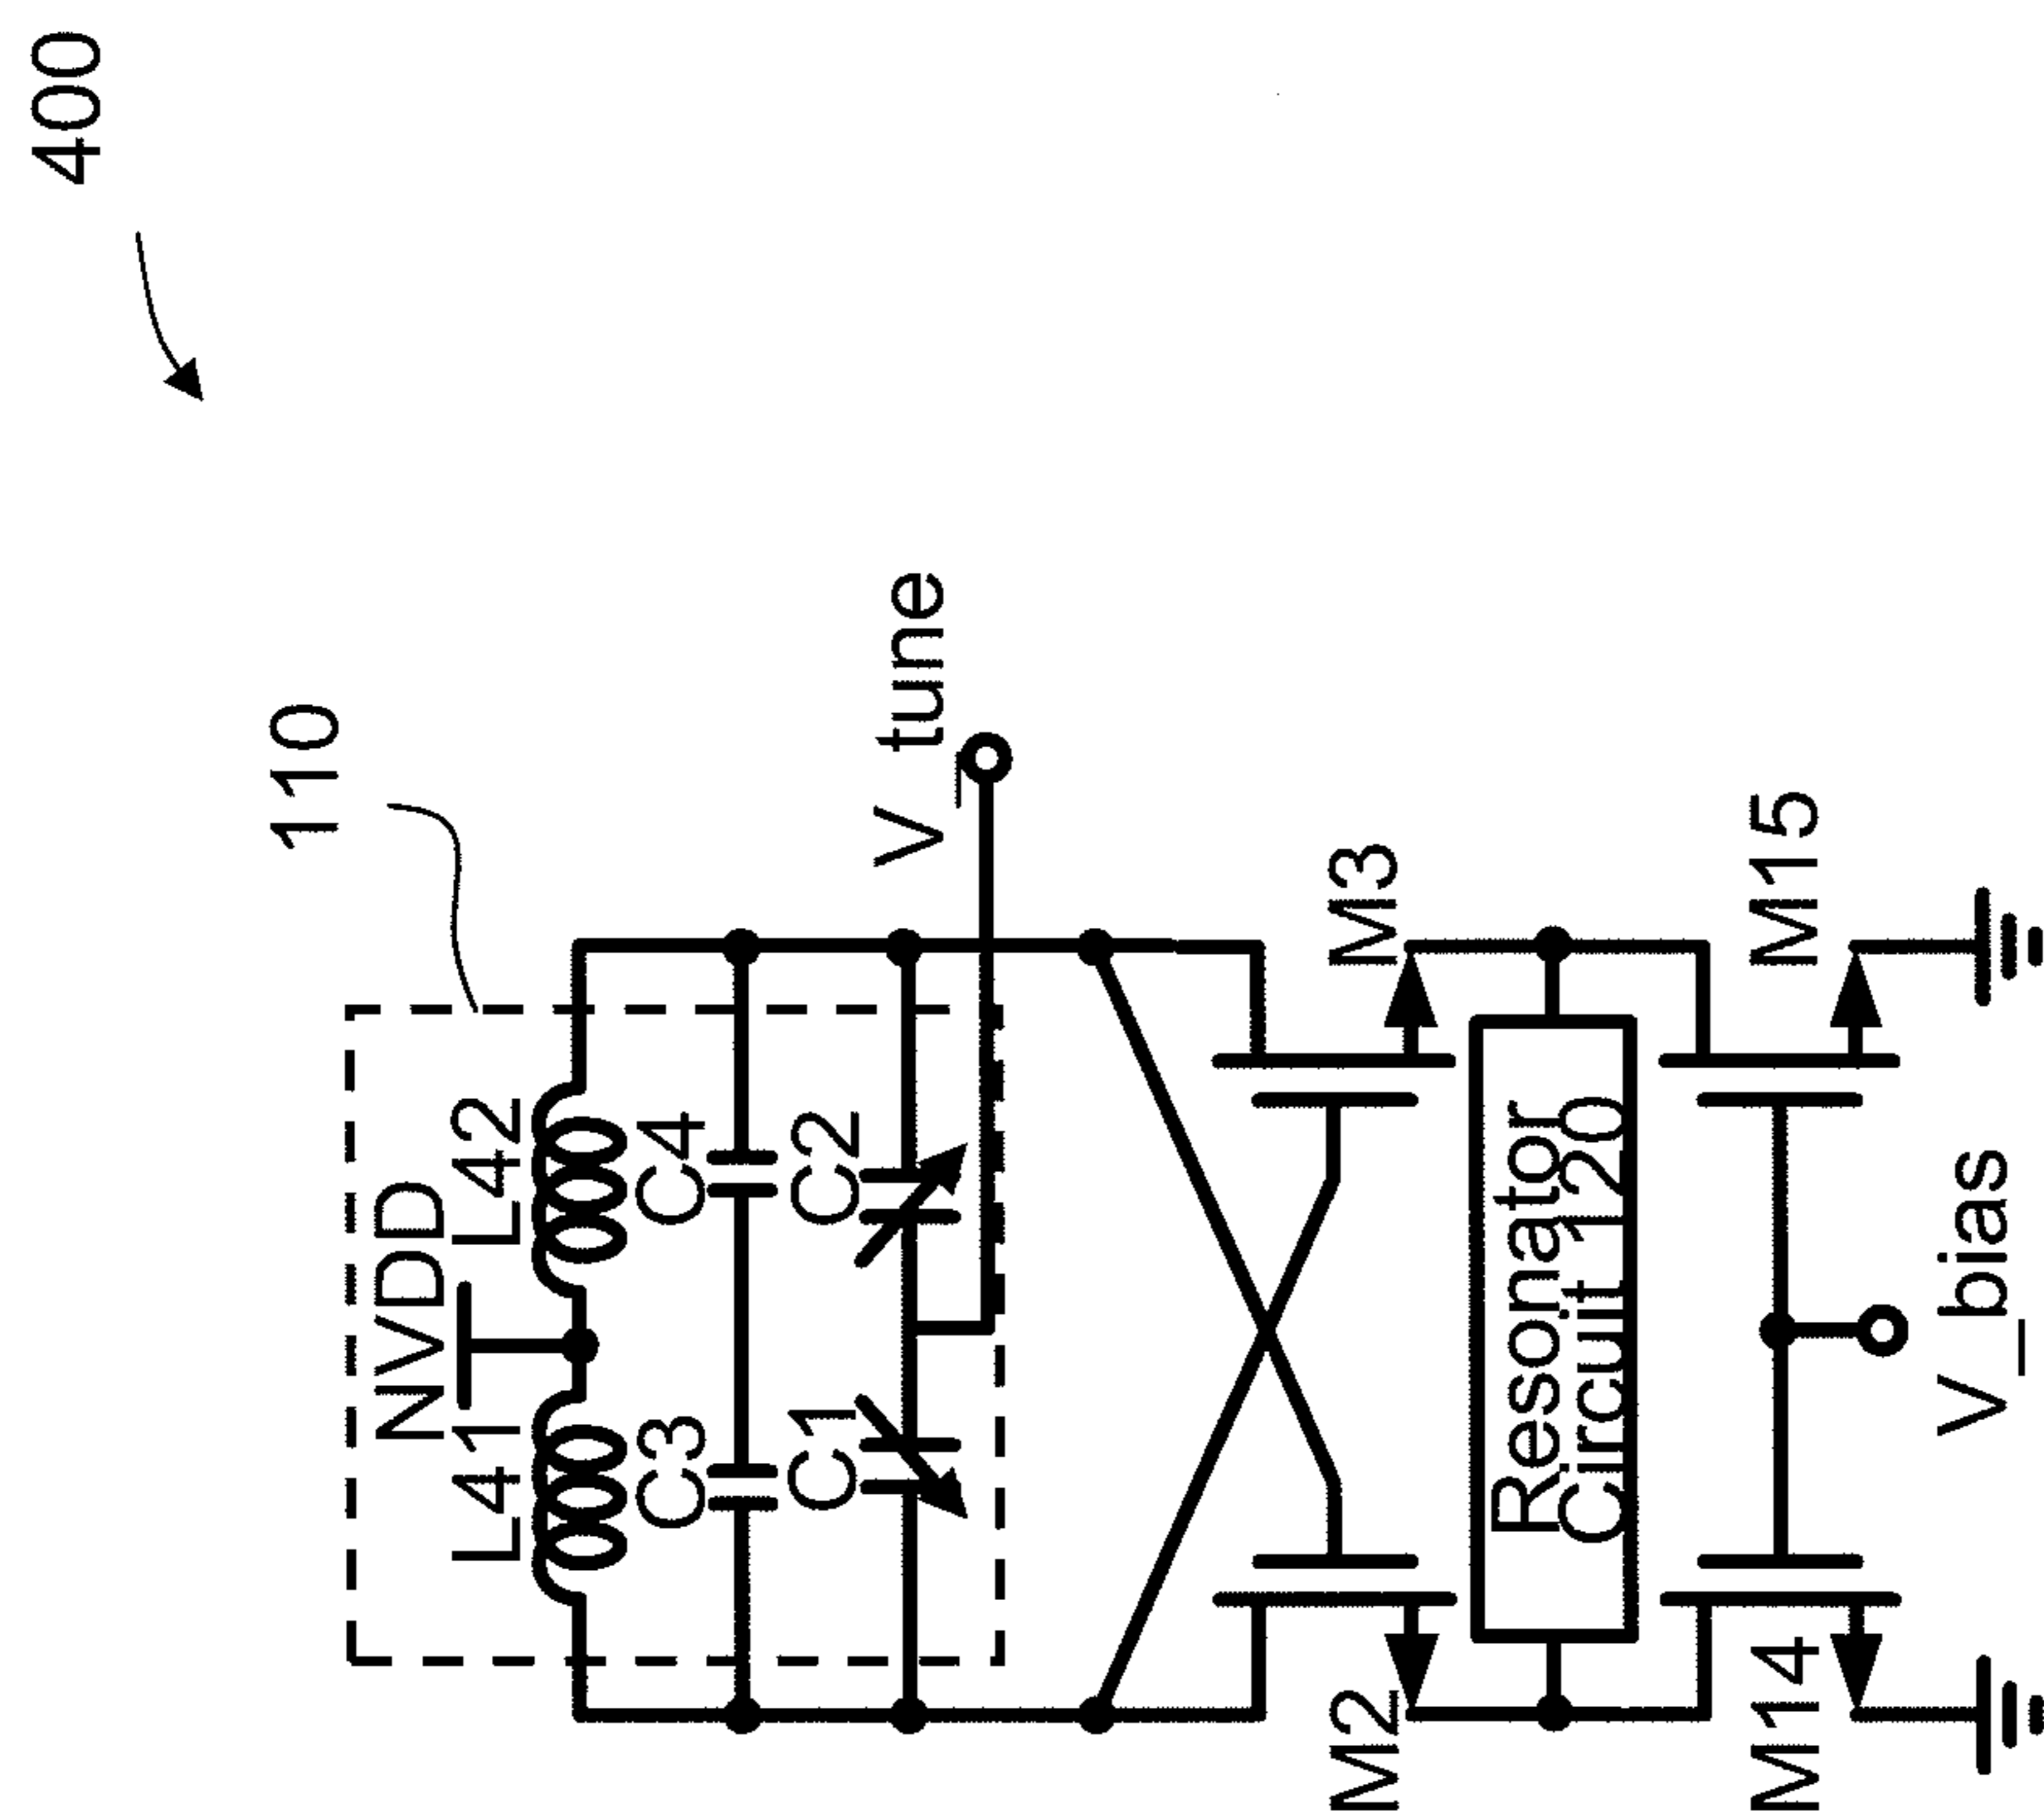 400
110
NVDD
L41
L42
C3
C4
C1
C2
V_tune
M2
M3
Resonator
Circuit 120
M14
M15
V_bias